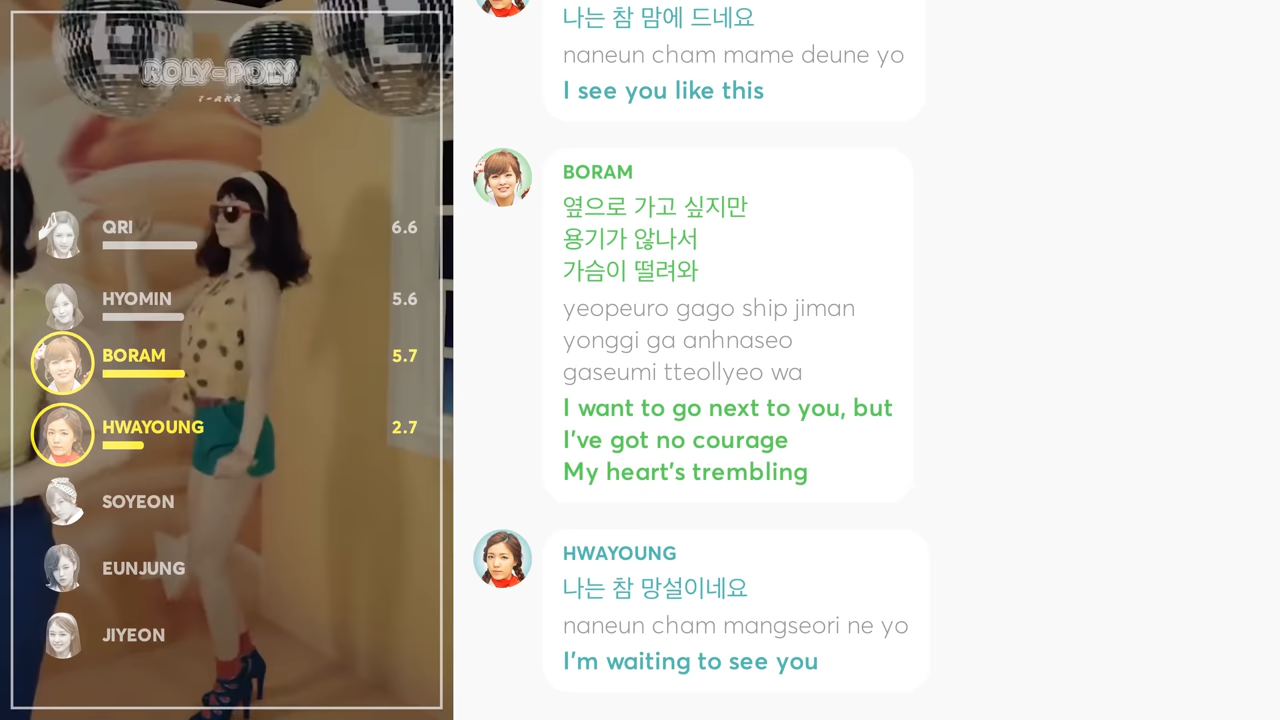 ROLY-POLY
T-ARA
QRI 6.6
HYOMIN 5.6
BORAM 5.7
HWAYOUNG 2.7
SOYEON
EUNJUNG
JIYEON
나는 참 맘에 드네요
naneun cham mame deune yo
I see you like this
BORAM
옆으로 가고 싶지만
용기가 않나서
가슴이 떨려와
yeopeuro gago ship jiman
yonggi ga anhnaseo
gaseumi tteollyeo wa
I want to go next to you, but
I've got no courage
My heart's trembling
HWAYOUNG
나는 참 망설이네요
naneun cham mangseori ne yo
I'm waiting to see you